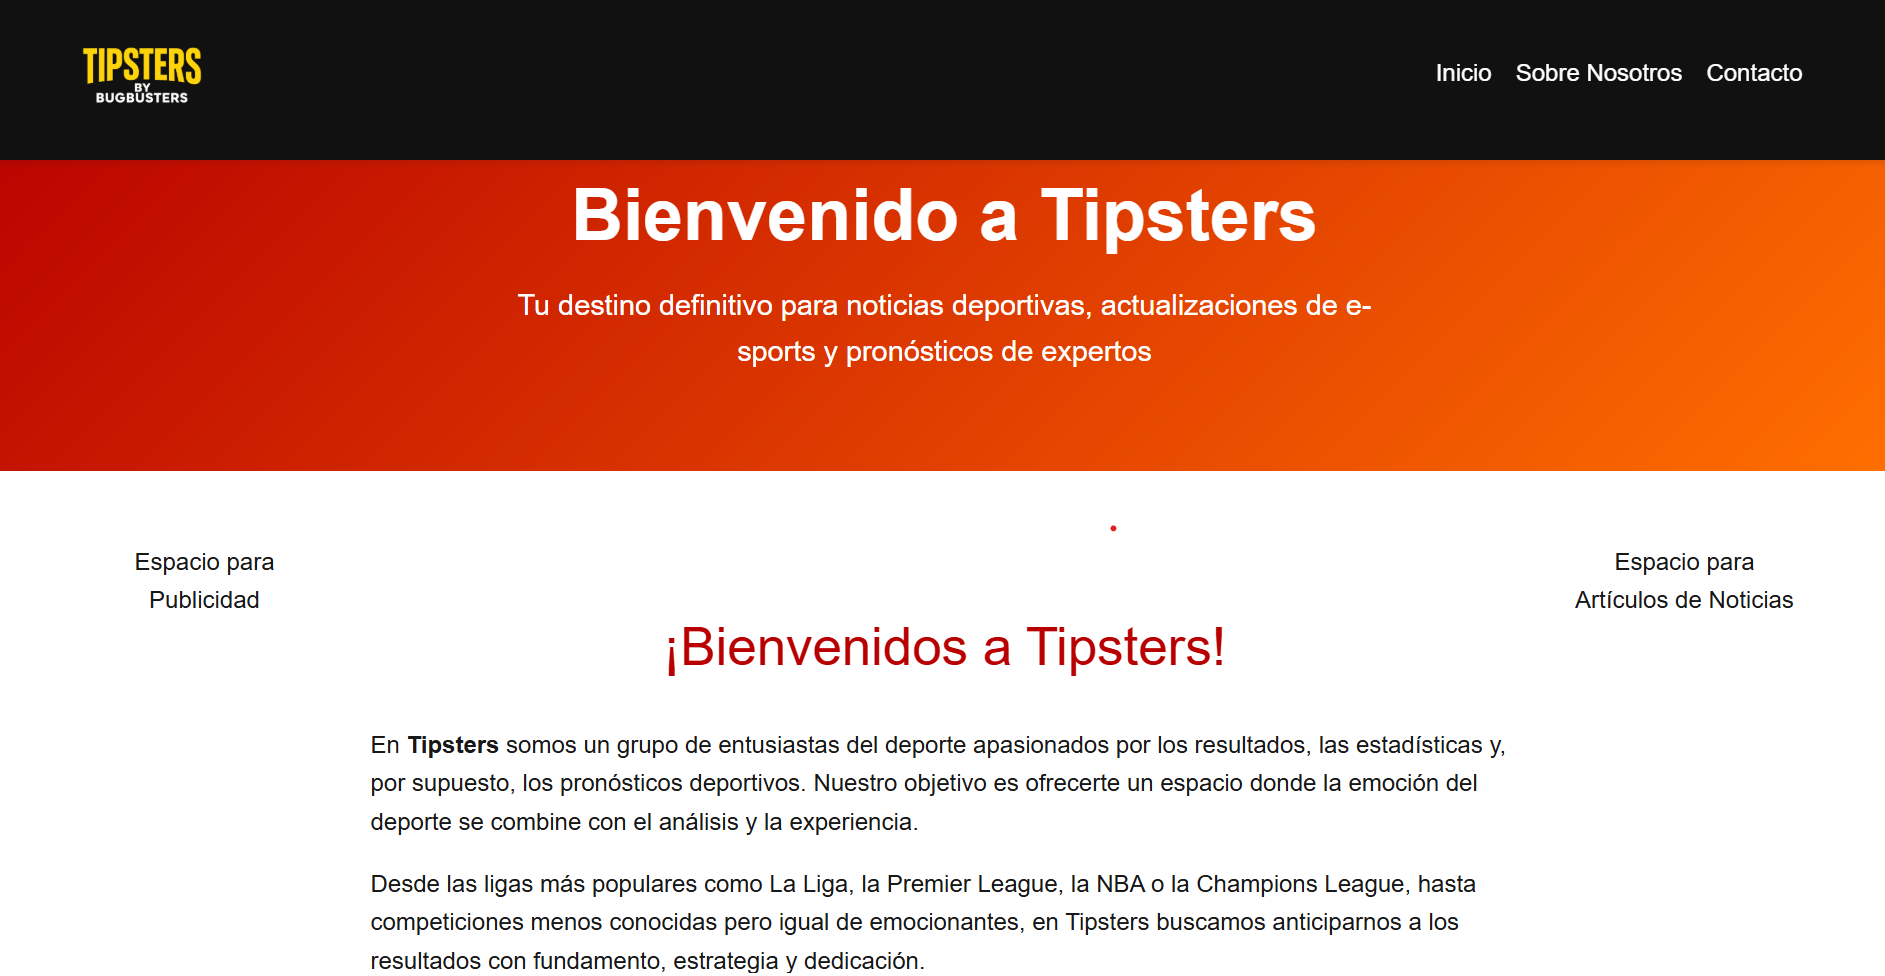 TIPSTERS
BY
BUGBUSTERS
Inicio Sobre Nosotros Contacto
Bienvenido a Tipsters
Tu destino definitivo para noticias deportivas, actualizaciones de e-
sports y pronósticos de expertos
Espacio para
Publicidad
Espacio para
Artículos de Noticias
¡Bienvenidos a Tipsters!
En Tipsters somos un grupo de entusiastas del deporte apasionados por los resultados, las estadísticas y,
por supuesto, los pronósticos deportivos. Nuestro objetivo es ofrecerte un espacio donde la emoción del
deporte se combine con el análisis y la experiencia.
Desde las ligas más populares como La Liga, la Premier League, la NBA o la Champions League, hasta
competiciones menos conocidas pero igual de emocionantes, en Tipsters buscamos anticiparnos a los
resultados con fundamento, estrategia y dedicación.